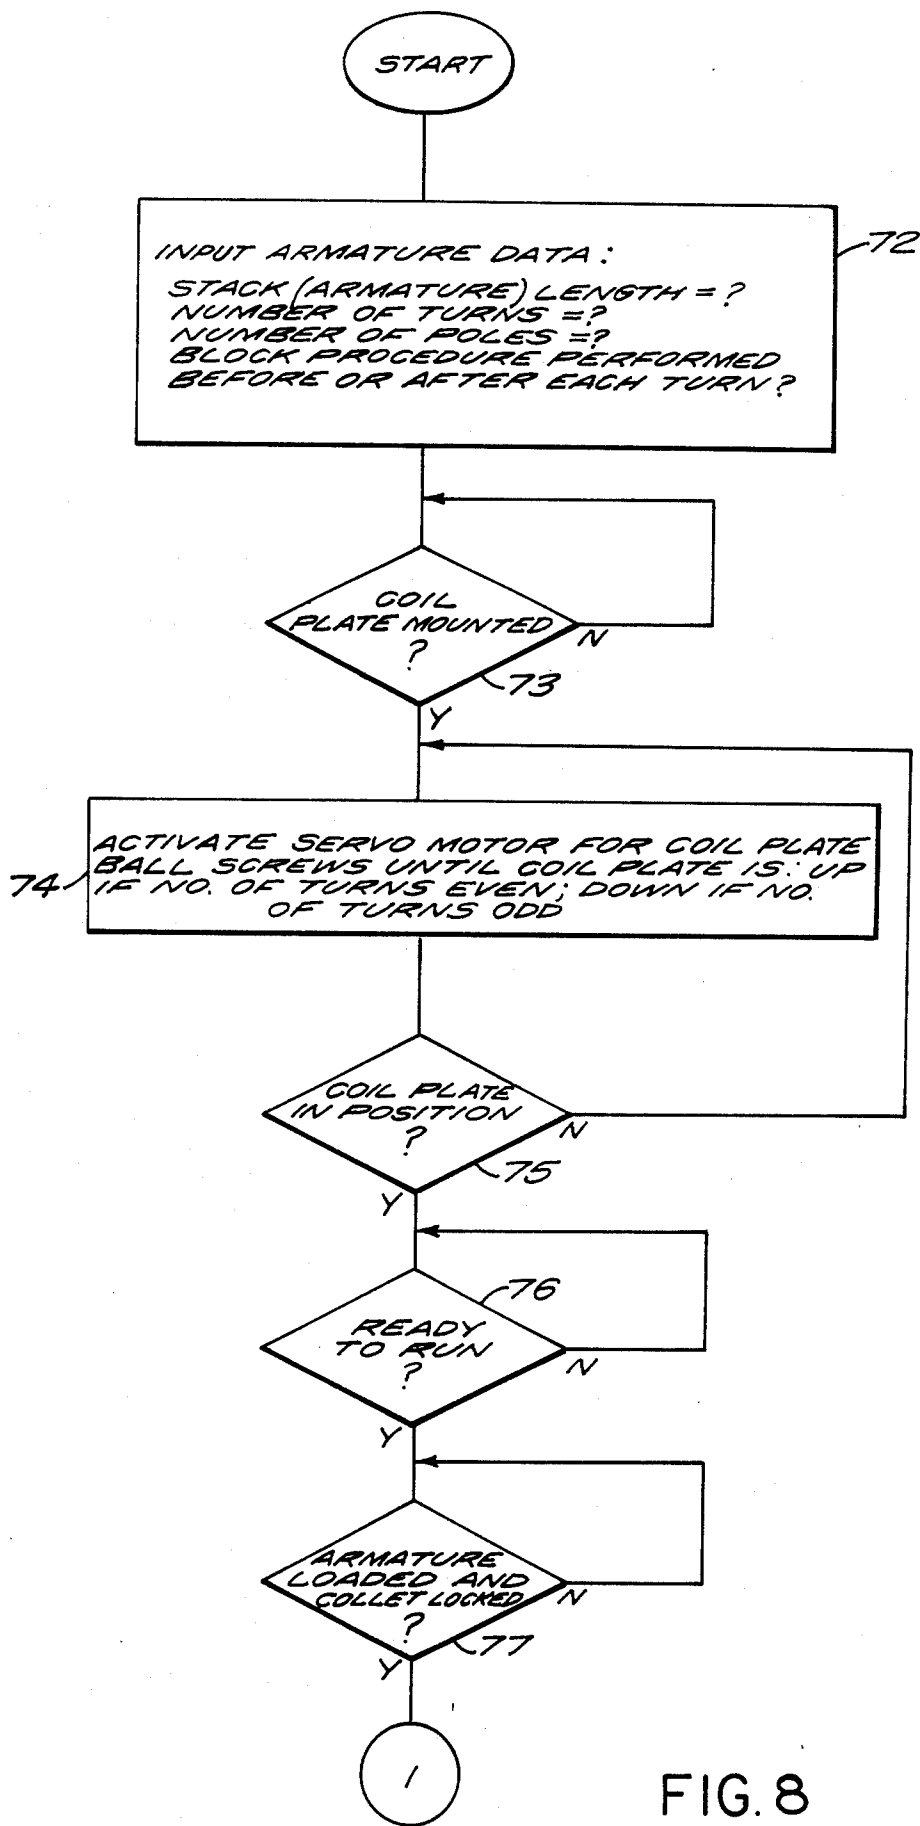 START
72
INPUT ARMATURE DATA:
STACK (ARMATURE) LENGTH = ?
NUMBER OF TURNS = ?
NUMBER OF POLES = ?
BLOCK PROCEDURE PERFORMED
BEFORE OR AFTER EACH TURN?
COIL
PLATE MOUNTED
?
N
73
Y
74
ACTIVATE SERVO MOTOR FOR COIL PLATE
BALL SCREWS UNTIL COIL PLATE IS: UP
IF NO. OF TURNS EVEN; DOWN IF NO.
OF TURNS ODD
COIL PLATE
IN POSITION
?
N
75
Y
76
READY
TO RUN
?
N
Y
ARMATURE
LOADED AND
COLLET LOCKED
?
N
77
Y
1
FIG. 8